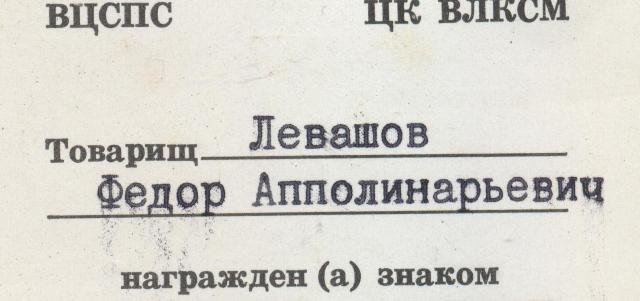 ВЦСПС ЦК ВЛКСМ
Товарищ Левашов
Федор Апполинарьевич
награжден (а) знаком